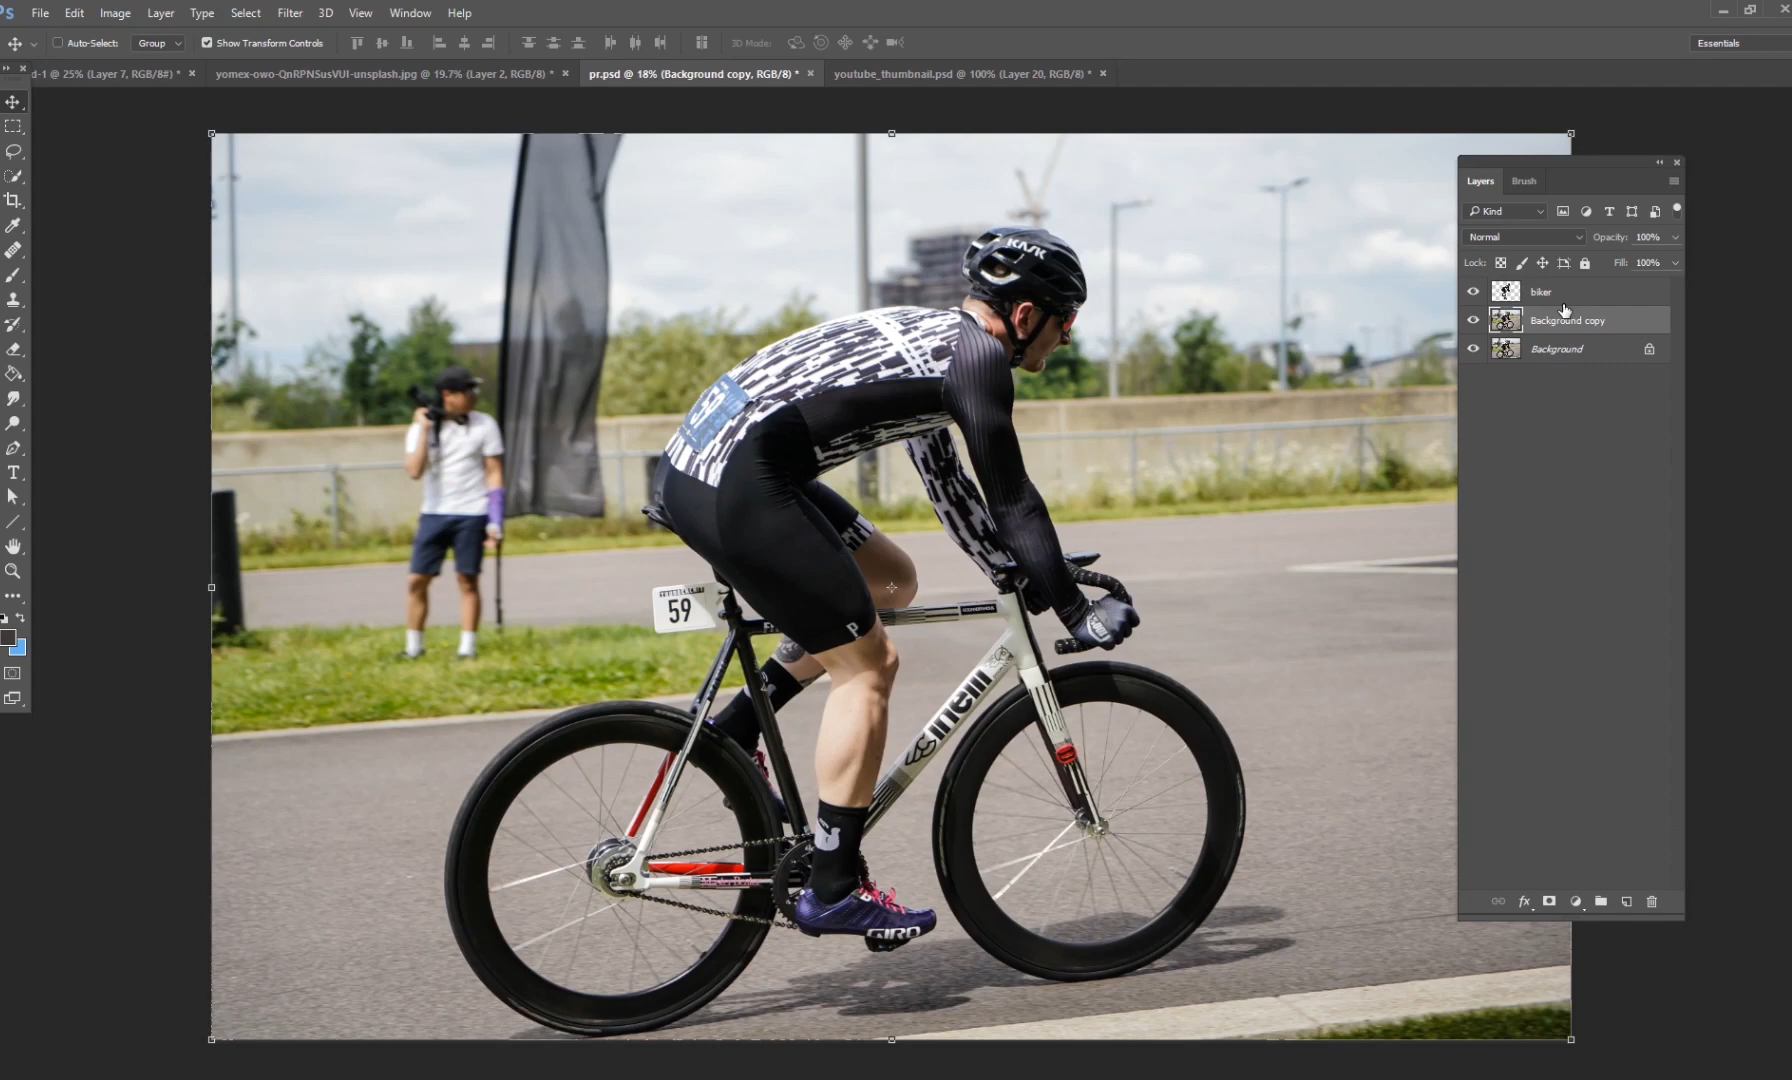 Ps File Edit Image Layer Type Select Filter 3D View Window Help
Auto-Select: Group Show Transform Controls 3D Mode: Essentials
d-1 @ 25% (Layer 7, RGB/8#) * × yomex-owo-QnRPNSusVUI-unsplash.jpg @ 19.7% (Layer 2, RGB/8) * × pr.psd @ 18% (Background copy, RGB/8) * × youtube_thumbnail.psd @ 100% (Layer 20, RGB/8) * ×
Layers Brush
Kind
Normal Opacity: 100%
Lock: Fill: 100%
biker
Background copy
Background
fx
KASK
59
59
P
cinelli
GIRO